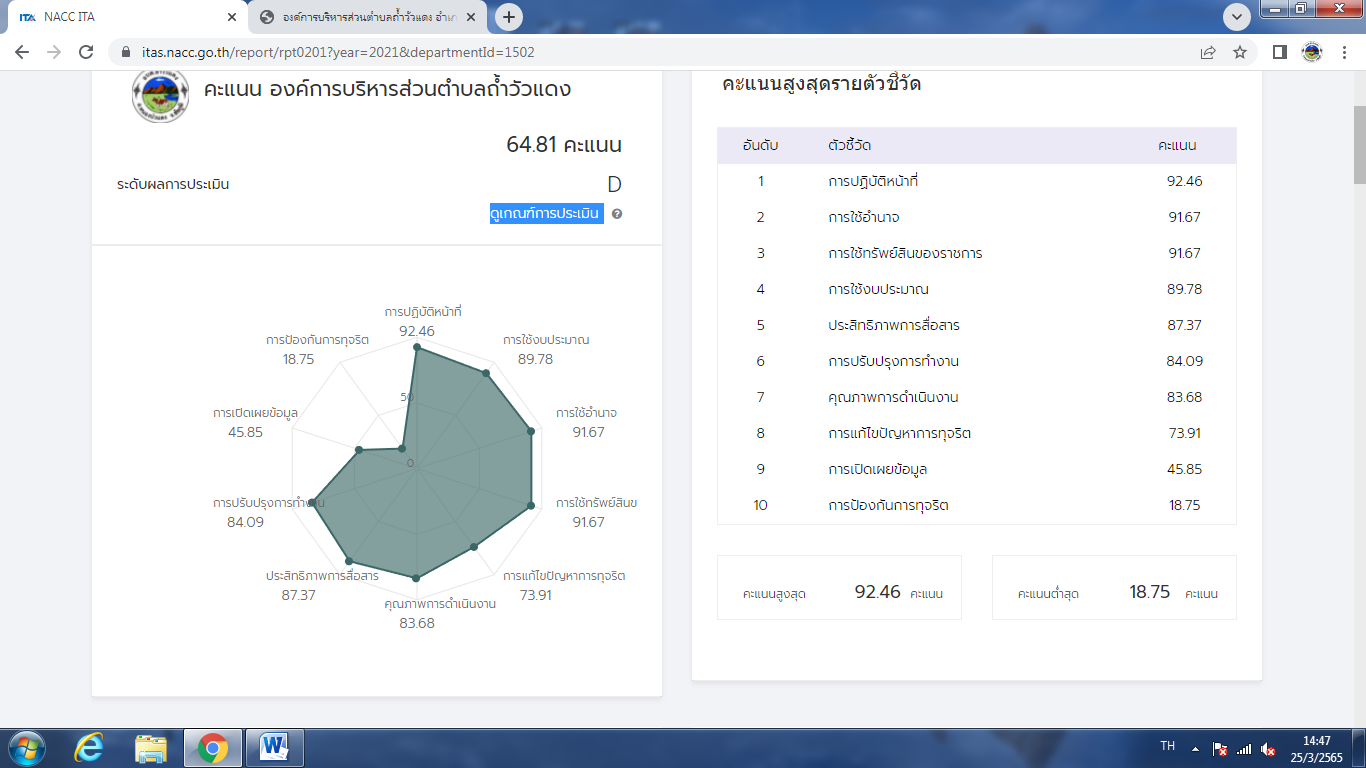 ITA NACC ITA
องค์การบริหารส่วนตำบลถ้ำวัวแดง อำเภ
itas.nacc.go.th/report/rpt0201?year=2021&departmentId=1502
คะแนน องค์การบริหารส่วนตำบลถ้ำวัวแดง
64.81 คะแนน
ระดับผลการประเมิน D
ดูเกณฑ์การประเมิน ?
การปฏิบัติหน้าที่
92.46
การป้องกันการทุจริต
18.75
การใช้งบประมาณ
89.78
50
การเปิดเผยข้อมูล
45.85
การใช้อำนาจ
91.67
0
การปรับปรุงการทำงาน
84.09
การใช้ทรัพย์สินข
91.67
ประสิทธิภาพการสื่อสาร
87.37
การแก้ไขปัญหาการทุจริต
73.91
คุณภาพการดำเนินงาน
83.68
คะแนนสูงสุดรายตัวชี้วัด
อันดับ ตัวชี้วัด คะแนน
1 การปฏิบัติหน้าที่ 92.46
2 การใช้อำนาจ 91.67
3 การใช้ทรัพย์สินของราชการ 91.67
4 การใช้งบประมาณ 89.78
5 ประสิทธิภาพการสื่อสาร 87.37
6 การปรับปรุงการทำงาน 84.09
7 คุณภาพการดำเนินงาน 83.68
8 การแก้ไขปัญหาการทุจริต 73.91
9 การเปิดเผยข้อมูล 45.85
10 การป้องกันการทุจริต 18.75
คะแนนสูงสุด 92.46 คะแนน
คะแนนต่ำสุด 18.75 คะแนน
TH
14:47
25/3/2565